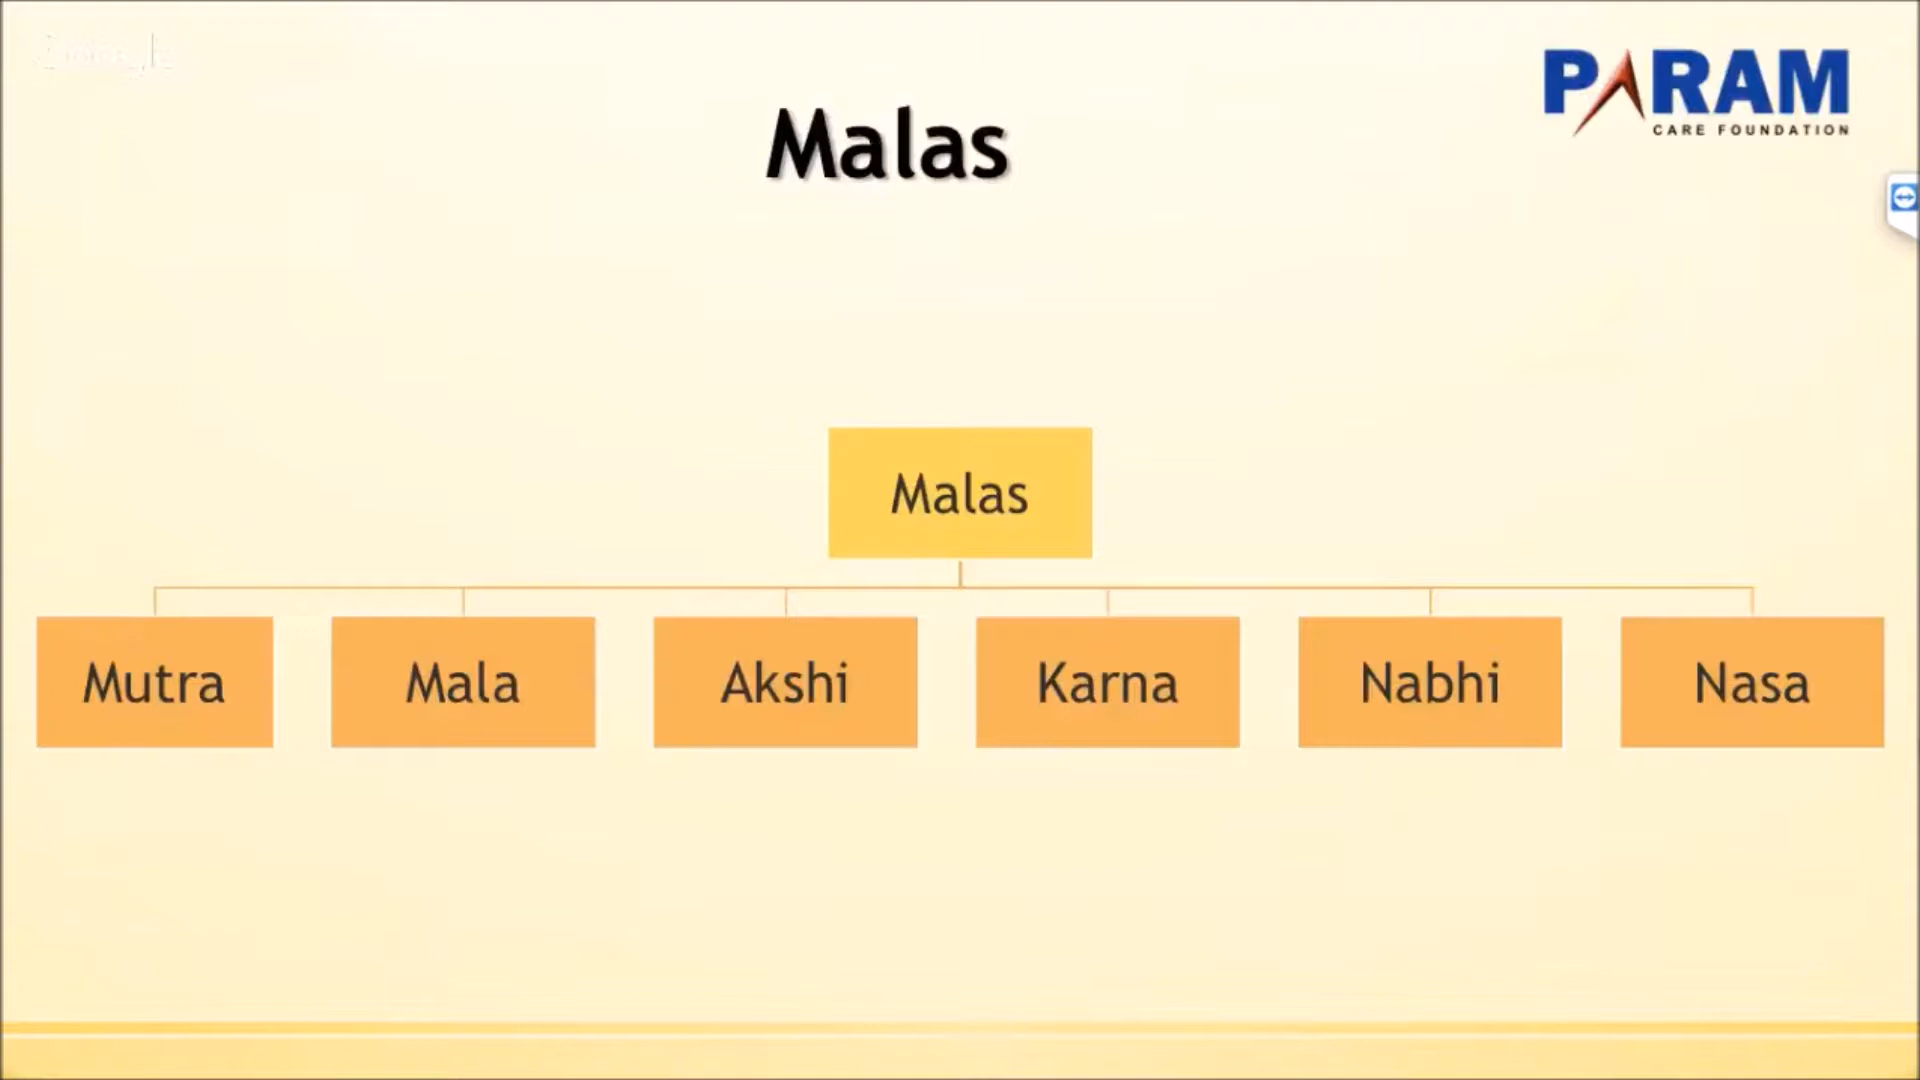 PARAM
CARE FOUNDATION
Malas
Malas
Mutra
Mala
Akshi
Karna
Nabhi
Nasa